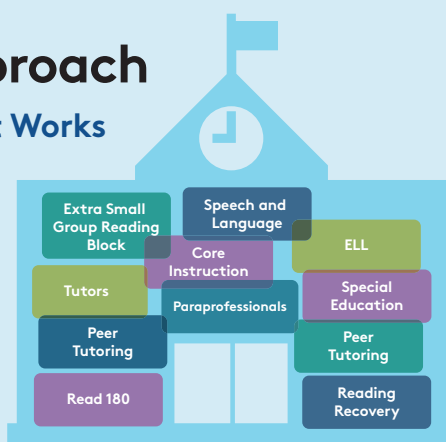 proach
t Works
Extra Small
Group Reading
Block
Speech and
Language
Core
Instruction
ELL
Tutors
Paraprofessionals
Special
Education
Peer
Tutoring
Peer
Tutoring
Read 180
Reading
Recovery